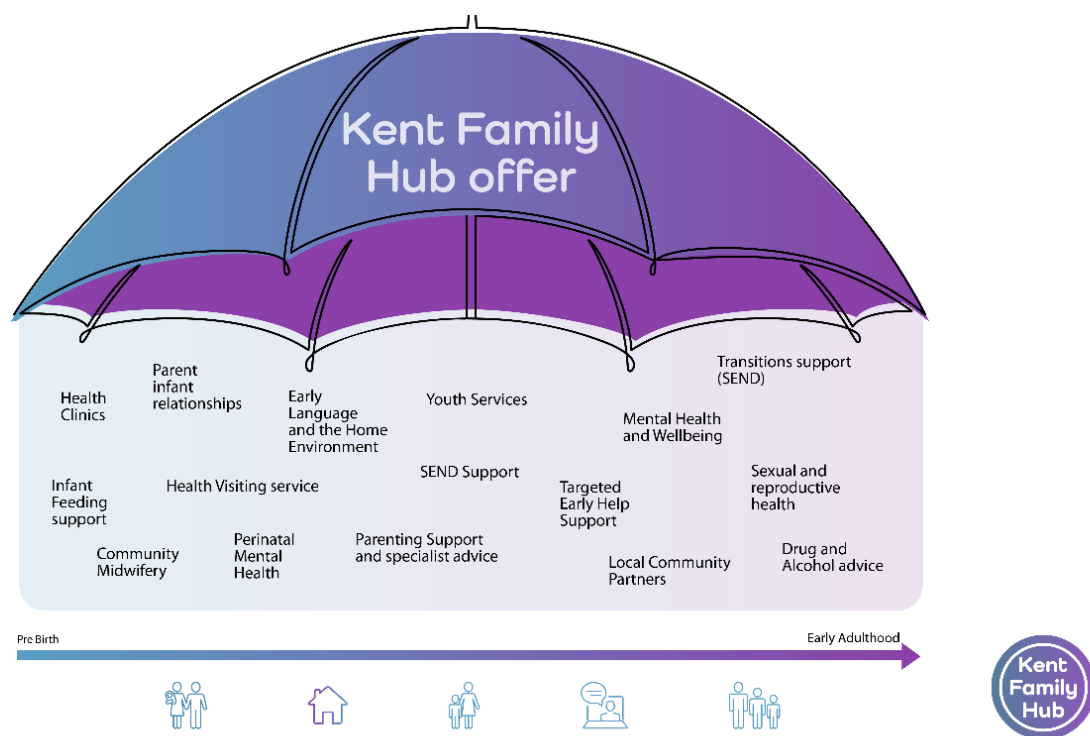 Kent Family
Hub offer
Transitions support
(SEND)
Parent
infant
relationships
Health
Clinics
Early
Language
and the Home
Environment
Youth Services
Mental Health
and Wellbeing
SEND Support
Sexual and
reproductive
health
Infant
Feeding
support
Health Visiting service
Targeted
Early Help
Support
Perinatal
Mental
Health
Parenting Support
and specialist advice
Community
Midwifery
Local Community
Partners
Drug and
Alcohol advice
Pre Birth
Early Adulthood
Kent
Family
Hub